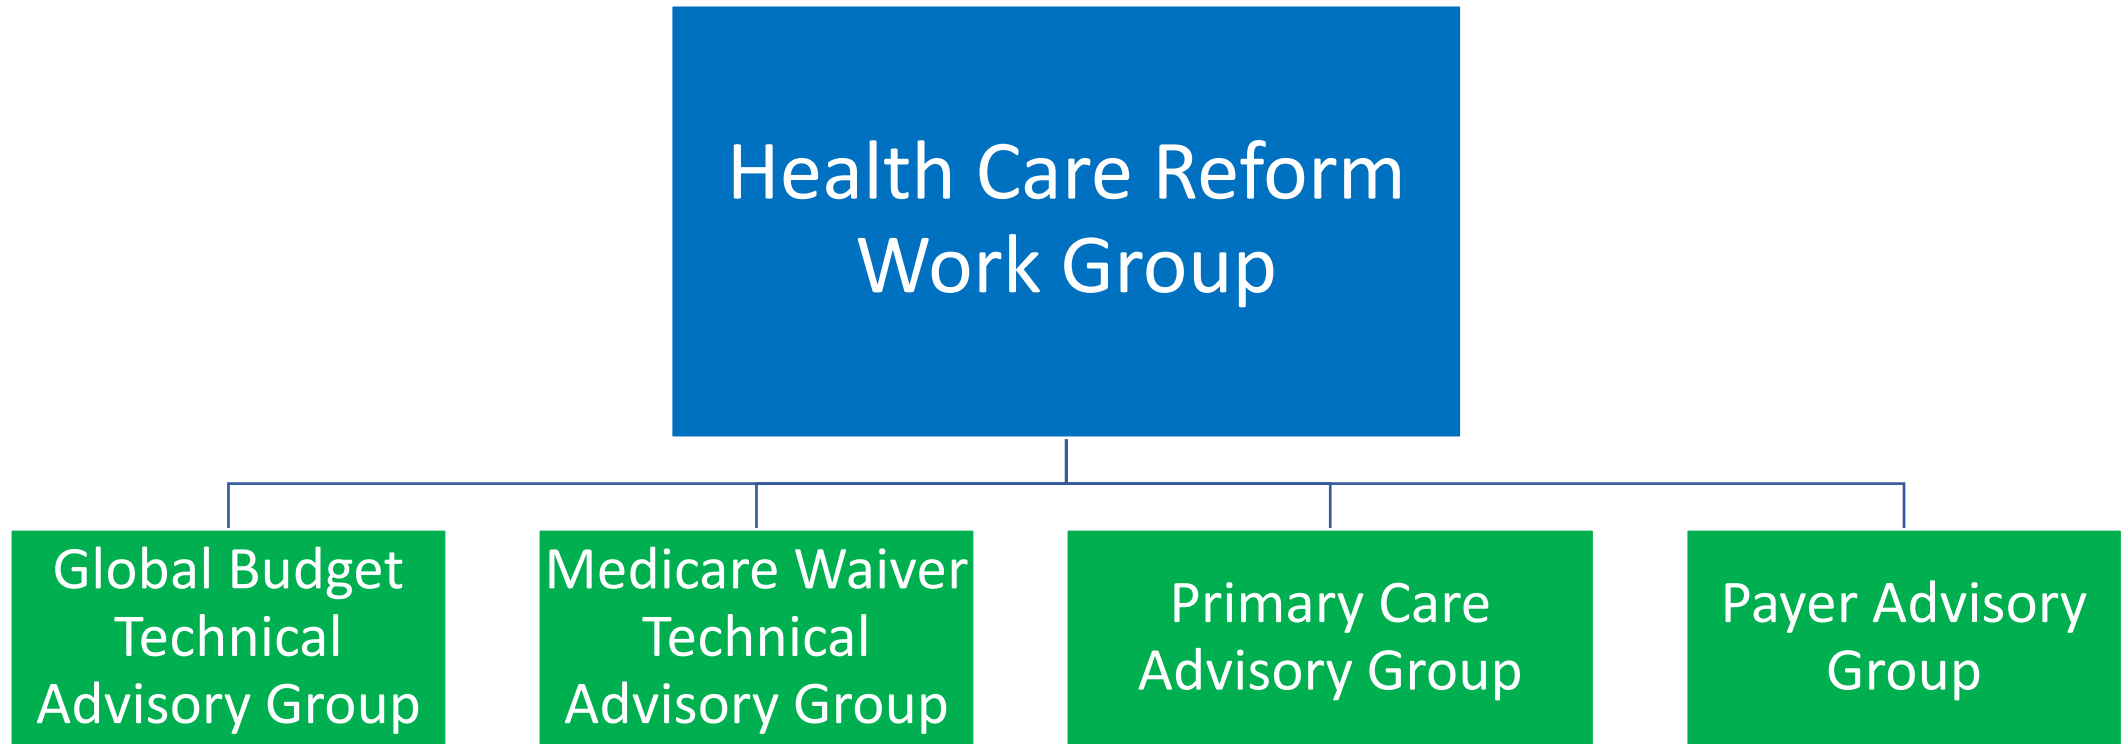 Health Care Reform
Work Group
Global Budget
Technical
Advisory Group
Medicare Waiver
Technical
Advisory Group
Primary Care
Advisory Group
Payer Advisory
Group